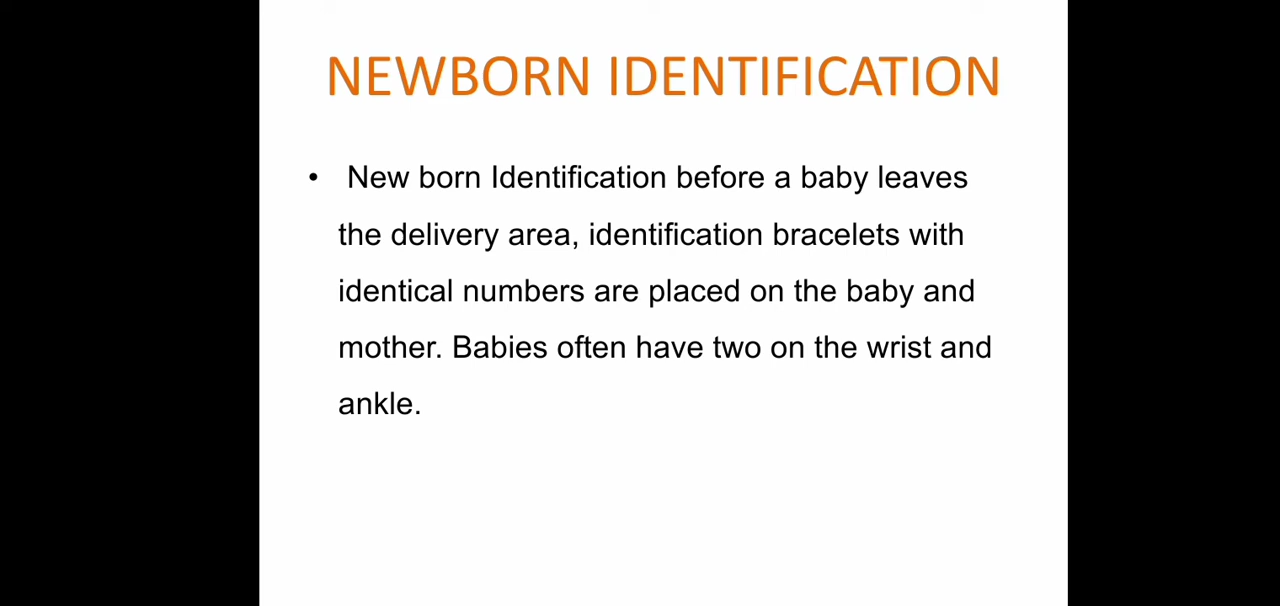 NEWBORN IDENTIFICATION
• New born Identification before a baby leaves
the delivery area, identification bracelets with
identical numbers are placed on the baby and
mother. Babies often have two on the wrist and
ankle.